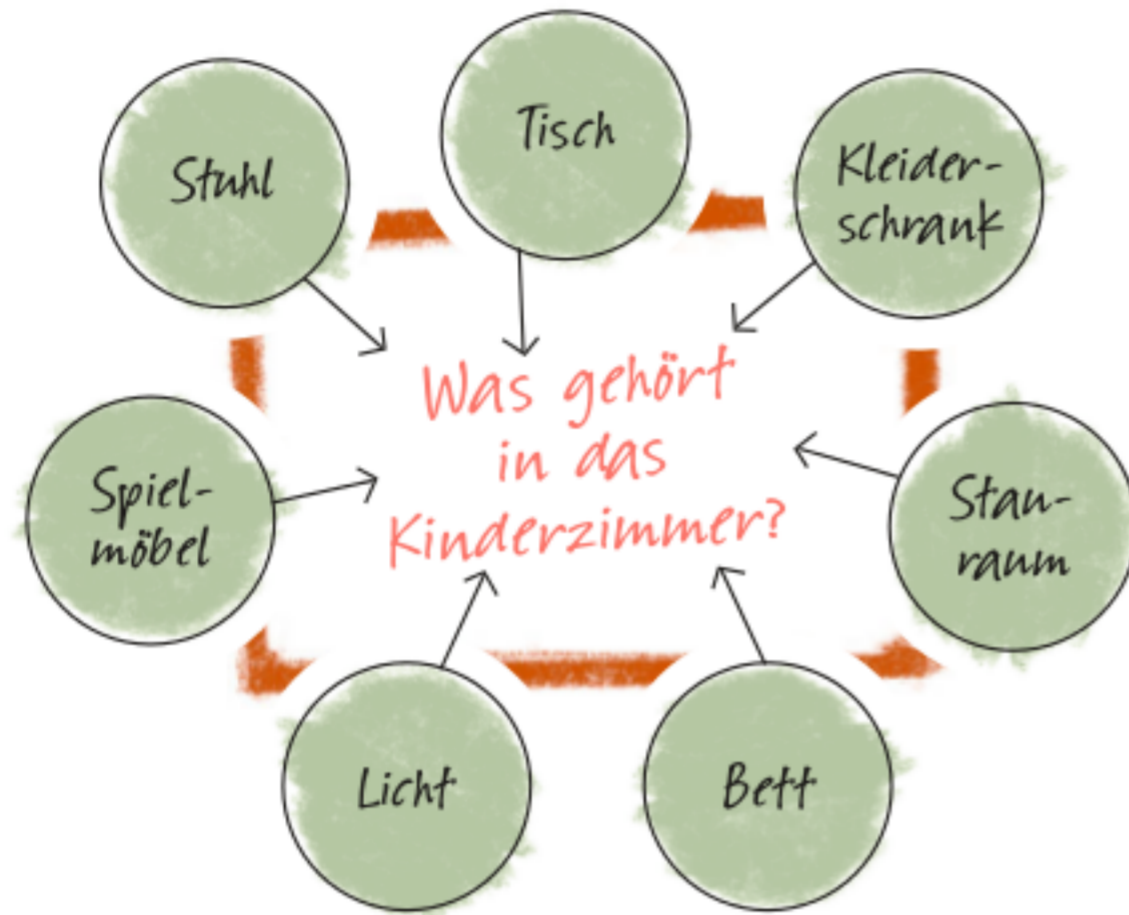 Stuhl
Tisch
Kleider-
schrank
Was gehört
in das
Kinderzimmer?
Spiel-
möbel
Stau-
raum
Licht
Bett